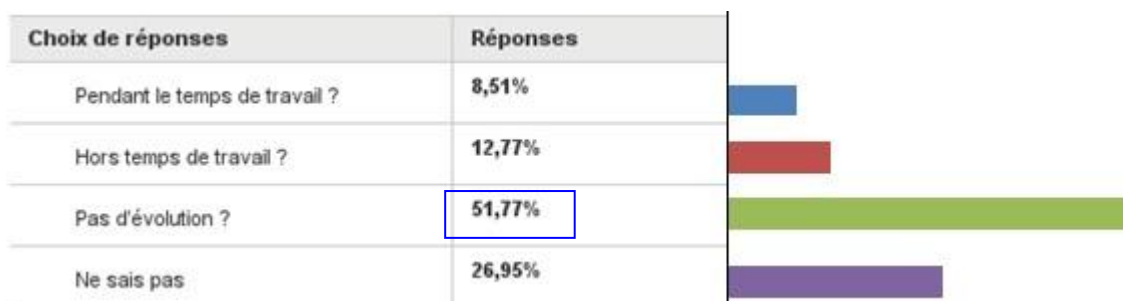 Choix de réponses Réponses
Pendant le temps de travail ? 8,51%
Hors temps de travail ? 12,77%
Pas d'évolution ? 51,77%
Ne sais pas 26,95%